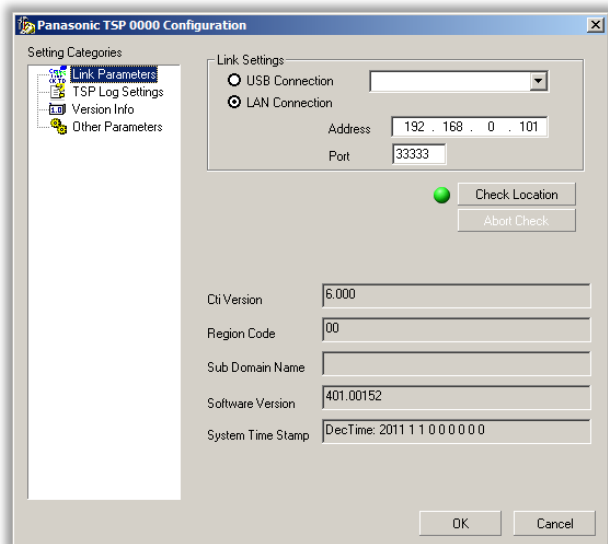 Panasonic TSP 0000 Configuration
Setting Categories
Link Parameters
TSP Log Settings
Version Info
Other Parameters
Link Settings
USB Connection
LAN Connection
Address 192 . 168 . 0 . 101
Port 33333
Check Location
Abort Check
Cti Version 6.000
Region Code 00
Sub Domain Name
Software Version 401.00152
System Time Stamp DecTime: 2011 1 1 0 0 0 0 0 0
OK Cancel